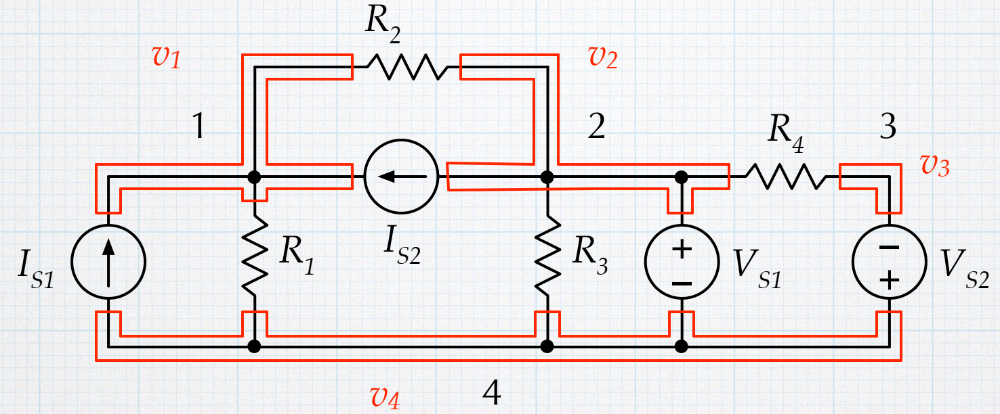 R2
v1
v2
1
2
R4
3
v3
IS1
R1
IS2
R3
+
−
VS1
−
+
VS2
v4
4